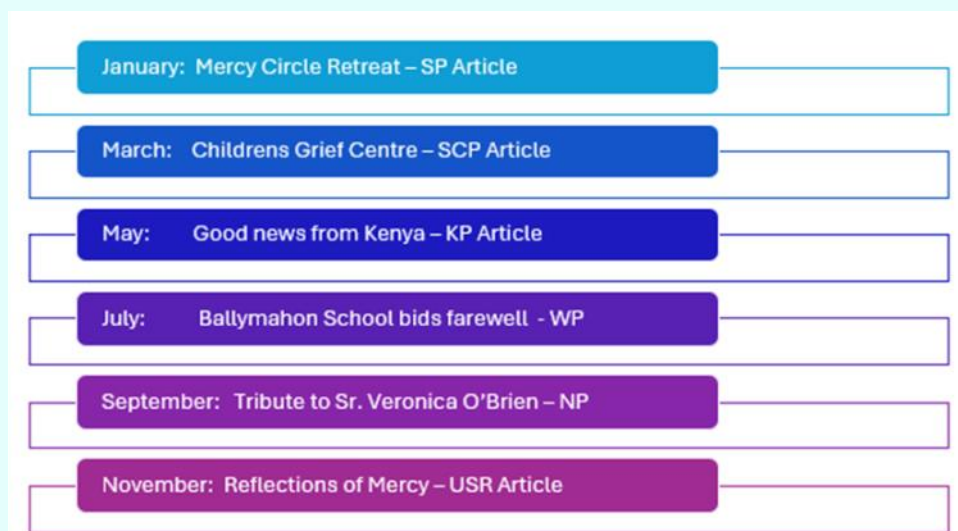 January: Mercy Circle Retreat – SP Article
March: Childrens Grief Centre – SCP Article
May: Good news from Kenya – KP Article
July: Ballymahon School bids farewell - WP
September: Tribute to Sr. Veronica O’Brien – NP
November: Reflections of Mercy – USR Article